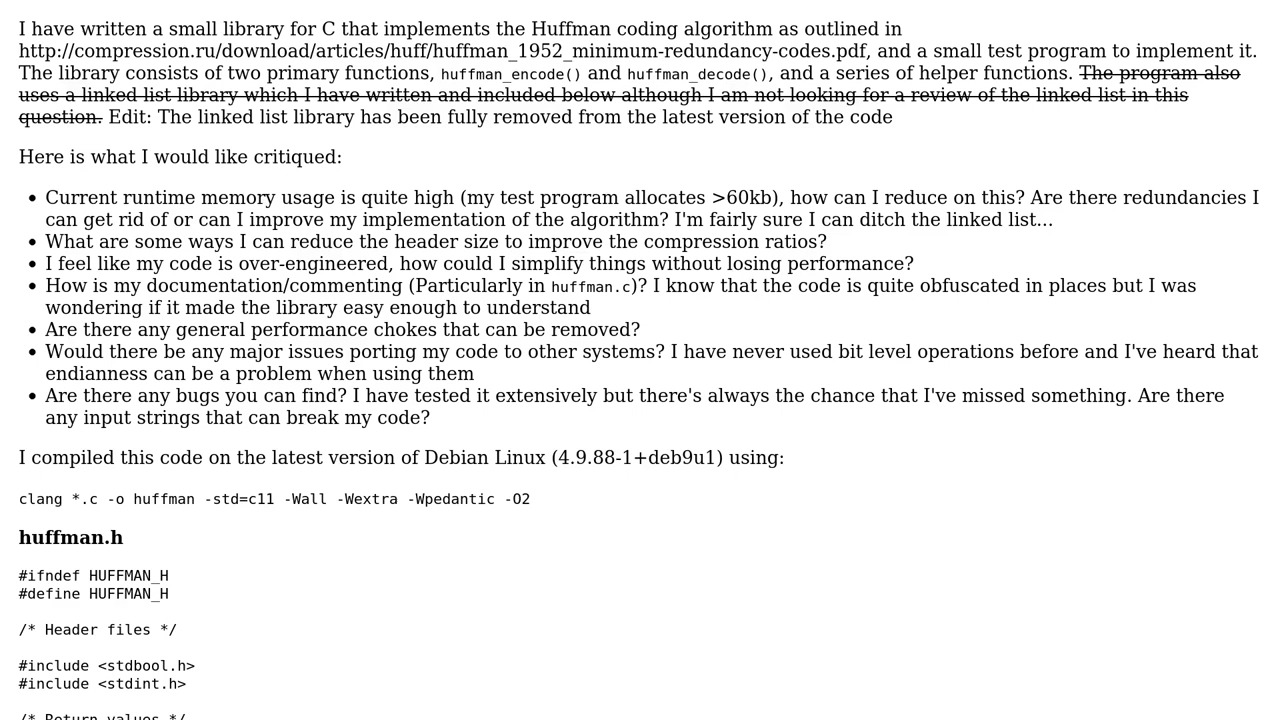 I have written a small library for C that implements the Huffman coding algorithm as outlined in
http://compression.ru/download/articles/huff/huffman_1952_minimum-redundancy-codes.pdf, and a small test program to implement it.
The library consists of two primary functions, huffman_encode() and huffman_decode(), and a series of helper functions. The program also
uses a linked list library which I have written and included below although I am not looking for a review of the linked list in this
question. Edit: The linked list library has been fully removed from the latest version of the code
Here is what I would like critiqued:
• Current runtime memory usage is quite high (my test program allocates >60kb), how can I reduce on this? Are there redundancies I
can get rid of or can I improve my implementation of the algorithm? I'm fairly sure I can ditch the linked list...
• What are some ways I can reduce the header size to improve the compression ratios?
• I feel like my code is over-engineered, how could I simplify things without losing performance?
• How is my documentation/commenting (Particularly in huffman.c)? I know that the code is quite obfuscated in places but I was
wondering if it made the library easy enough to understand
• Are there any general performance chokes that can be removed?
• Would there be any major issues porting my code to other systems? I have never used bit level operations before and I've heard that
endianness can be a problem when using them
• Are there any bugs you can find? I have tested it extensively but there's always the chance that I've missed something. Are there
any input strings that can break my code?
I compiled this code on the latest version of Debian Linux (4.9.88-1+deb9u1) using:
clang *.c -o huffman -std=c11 -Wall -Wextra -Wpedantic -O2
huffman.h
#ifndef HUFFMAN_H
#define HUFFMAN_H
/* Header files */
#include <stdbool.h>
#include <stdint.h>
/* Return values */